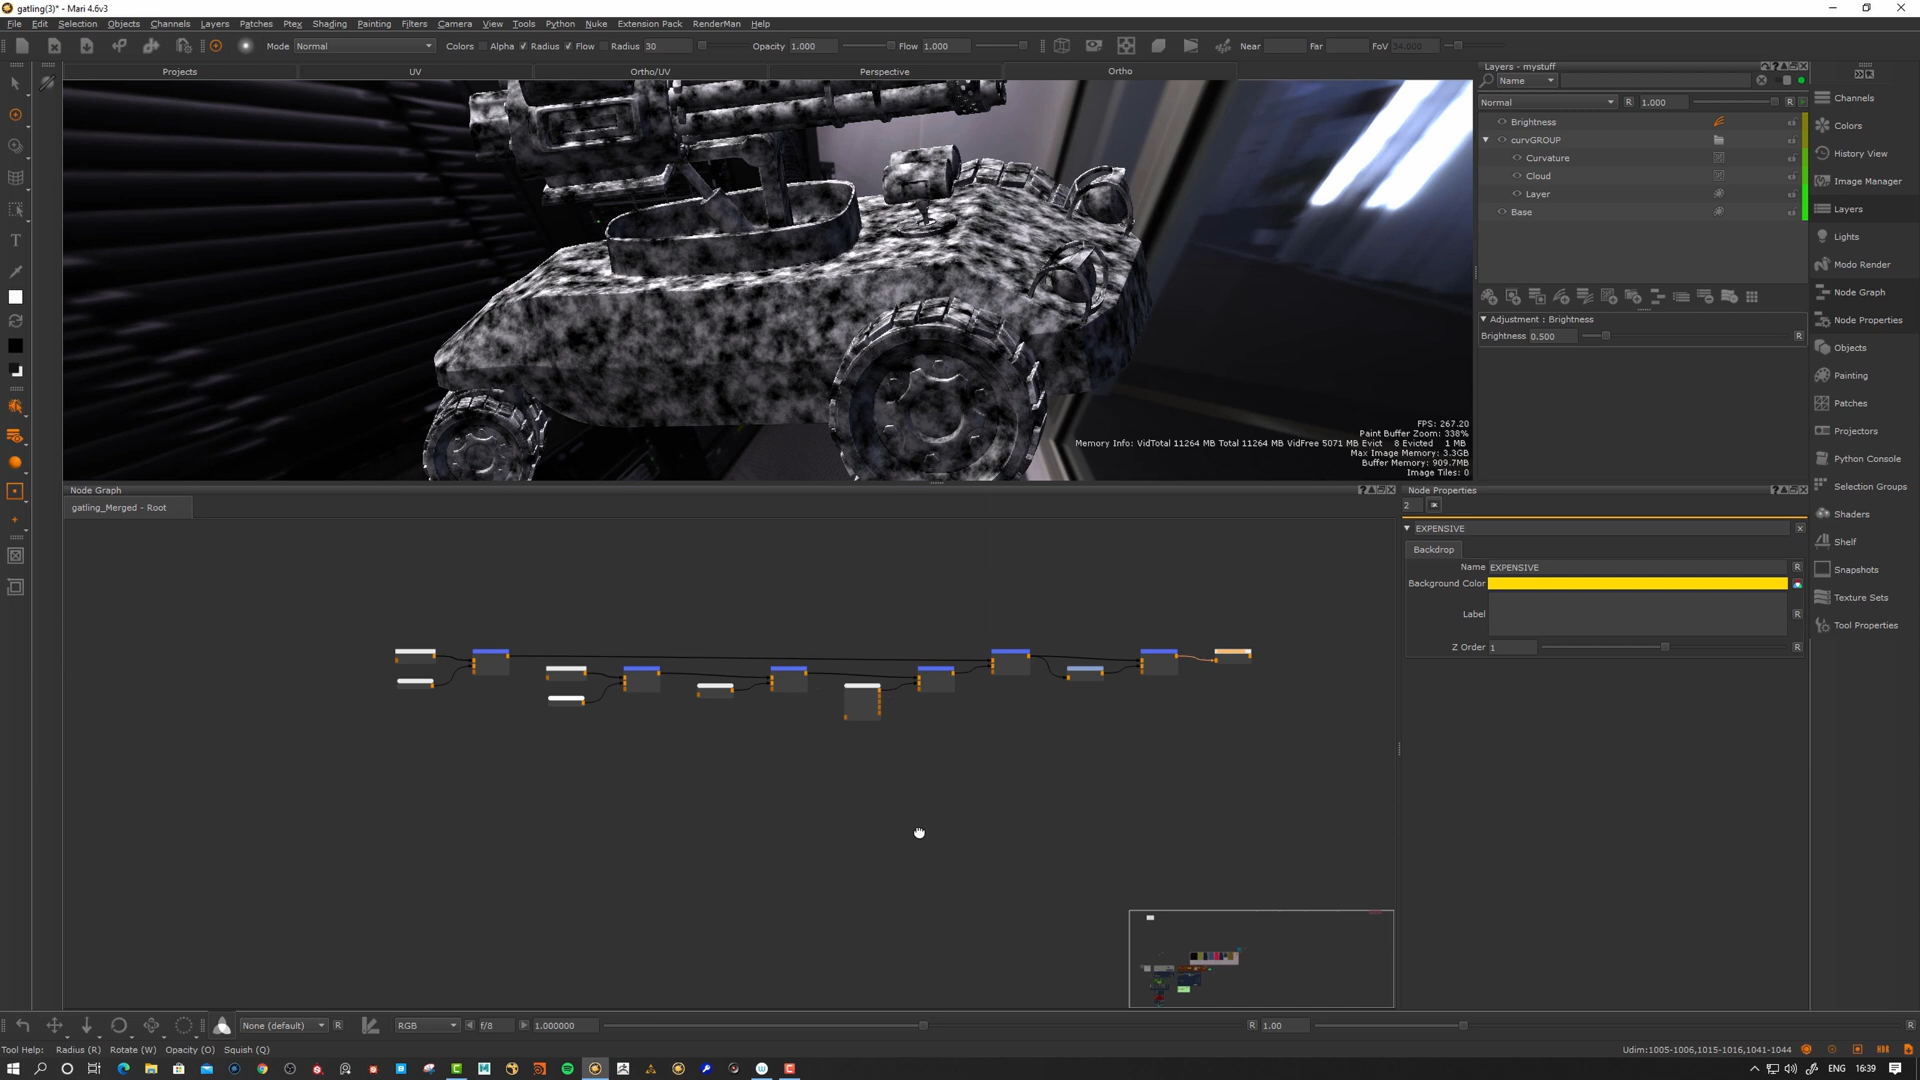 gatling(3)* - Mari 4.6v3
File Edit Selection Objects Channels Layers Patches Ptex Shading Painting Filters Camera View Tools Python Nuke Extension Pack RenderMan Help
Mode Normal Colors Alpha Radius Flow Radius 30 Opacity 1.000 Flow 1.000 Near Far FoV 34.000
Projects UV Ortho/UV Perspective Ortho
Layers - mystuff
Name
Normal R 1.000 R
Brightness
curvGROUP
Curvature
Cloud
Layer
Base
Adjustment : Brightness
Brightness 0.500 R
Channels
Colors
History View
Image Manager
Layers
Lights
Modo Render
Node Graph
Node Properties
Objects
Painting
Patches
Projectors
Python Console
Selection Groups
Shaders
Shelf
Snapshots
Texture Sets
Tool Properties
FPS: 267.20
Paint Buffer Zoom: 338%
Memory Info: VidTotal 11264 MB Total 11264 MB VidFree 5071 MB Evict 8 Evicted 1 MB
Max Image Memory: 3.3GB
Buffer Memory: 909.7MB
Image Tiles: 0
Node Graph
gatling_Merged - Root
Node Properties
2
EXPENSIVE
Backdrop
Name EXPENSIVE R
Background Color
Label R
Z Order 1 R
None (default) R RGB f/8 1.000000 R 1.00 R
Tool Help: Radius (R) Rotate (W) Opacity (O) Squish (Q)
Udim:1005-1006,1015-1016,1041-1044
HDR
ENG 16:39